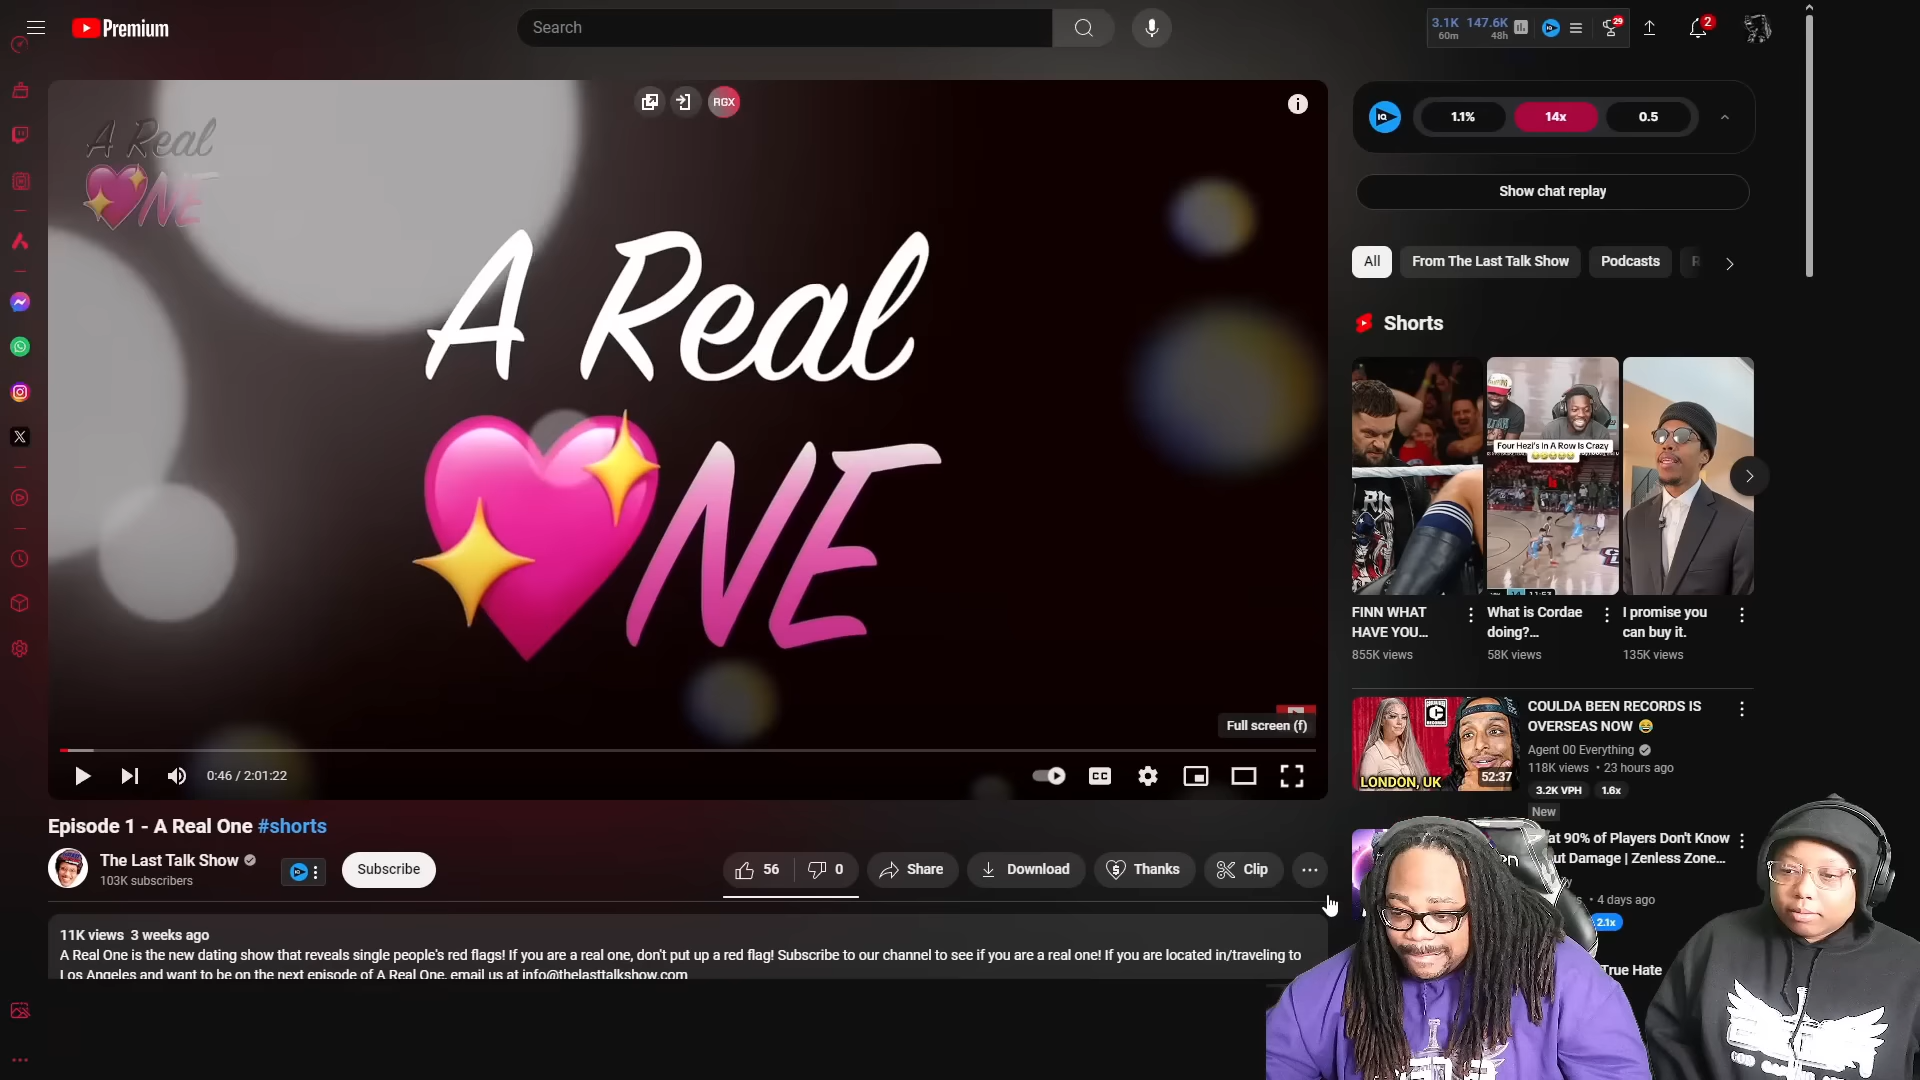 Premium
Search
3.1K 147.6K
60m 48h
29
2
RGX
A Real
NE
A Real
NE
Full screen (f)
0:46 / 2:01:22
CC
Episode 1 - A Real One #shorts
The Last Talk Show
103K subscribers
Subscribe
56
0
Share
Download
Thanks
Clip
11K views 3 weeks ago
A Real One is the new dating show that reveals single people's red flags! If you are a real one, don't put up a red flag! Subscribe to our channel to see if you are a real one! If you are located in/traveling to
Los Angeles and want to be on the next episode of A Real One, email us at info@thelasttalkshow.com
IQ
1.1%
14x
0.5
Show chat replay
All
From The Last Talk Show
Podcasts
Shorts
Four Hezi's In A Row Is Crazy
FINN WHAT
HAVE YOU...
855K views
What is Cordae
doing?...
58K views
I promise you
can buy it.
135K views
LONDON, UK
52:37
COULDA BEEN RECORDS IS
OVERSEAS NOW 😂
Agent 00 Everything
118K views • 23 hours ago
3.2K VPH 1.6x
New
at 90% of Players Don't Know
ut Damage | Zenless Zone...
• 4 days ago
2.1x
True Hate